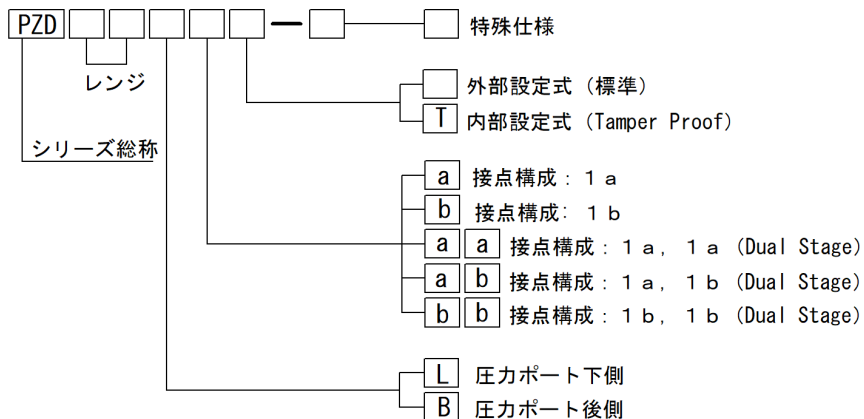 PZD ー 特殊仕様
レンジ
外部設定式 (標準)
T 内部設定式 (Tamper Proof)
シリーズ総称
a 接点構成: 1a
b 接点構成: 1b
a a 接点構成: 1a, 1a (Dual Stage)
a b 接点構成: 1a, 1b (Dual Stage)
b b 接点構成: 1b, 1b (Dual Stage)
L 圧力ポート下側
B 圧力ポート後側